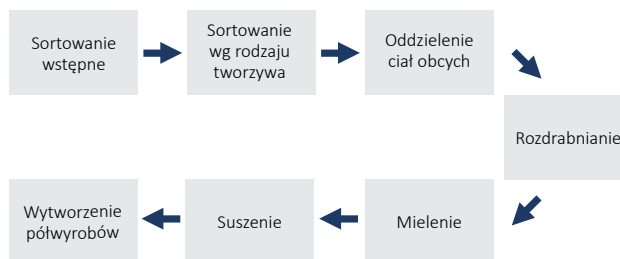 Sortowanie
wstępne
Sortowanie
wg rodzaju
tworzywa
Oddzielenie
ciał obcych
Rozdrabnianie
Mielenie
Suszenie
Wytworzenie
półwyrobów